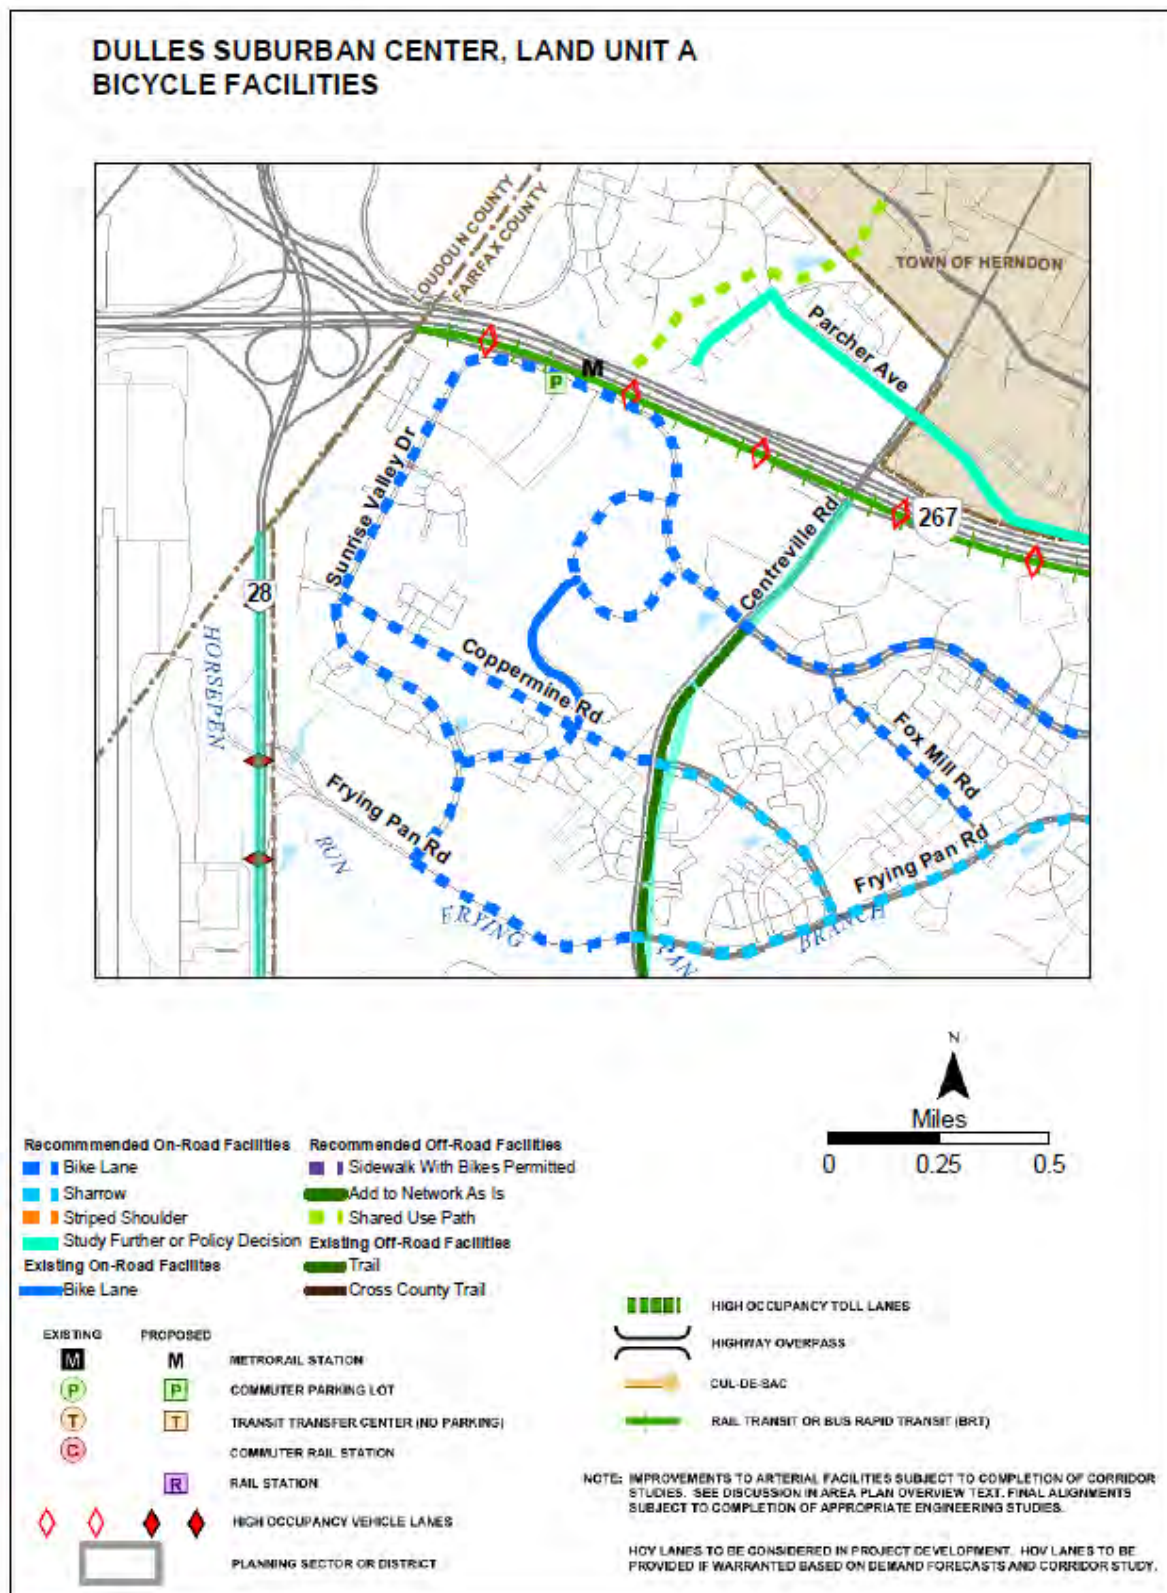 DULLES SUBURBAN CENTER, LAND UNIT A
BICYCLE FACILITIES
LOUDOUN COUNTY
FAIRFAX COUNTY
TOWN OF HERNDON
Parcher Ave
M
P
Sunrise Valley Dr
267
Centreville Rd
28
HORSEPEN
Coppermine Rd
Fox Mill Rd
Frying Pan Rd
RUN
Frying Pan Rd
FRYING
PAN
BRANCH
N
Miles
0 0.25 0.5
Recommmended On-Road Facilities
Bike Lane
Sharrow
Striped Shoulder
Study Further or Policy Decision
Existing On-Road Facilites
Bike Lane
Recommended Off-Road Facilities
Sidewalk With Bikes Permitted
Add to Network As Is
Shared Use Path
Existing Off-Road Facilities
Trail
Cross County Trail
EXISTING PROPOSED
M M METRORAIL STATION
P P COMMUTER PARKING LOT
T T TRANSIT TRANSFER CENTER (NO PARKING)
C COMMUTER RAIL STATION
R RAIL STATION
HIGH OCCUPANCY VEHICLE LANES
PLANNING SECTOR OR DISTRICT
HIGH OCCUPANCY TOLL LANES
HIGHWAY OVERPASS
CUL-DE-SAC
RAIL TRANSIT OR BUS RAPID TRANSIT (BRT)
NOTE: IMPROVEMENTS TO ARTERIAL FACILITIES SUBJECT TO COMPLETION OF CORRIDOR
STUDIES. SEE DISCUSSION IN AREA PLAN OVERVIEW TEXT. FINAL ALIGNMENTS
SUBJECT TO COMPLETION OF APPROPRIATE ENGINEERING STUDIES.
HOV LANES TO BE CONSIDERED IN PROJECT DEVELOPMENT. HOV LANES TO BE
PROVIDED IF WARRANTED BASED ON DEMAND FORECASTS AND CORRIDOR STUDY.